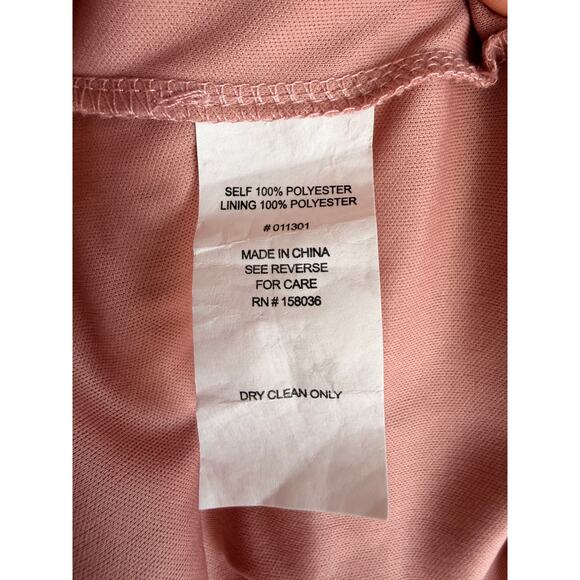 SELF 100% POLYESTER
LINING 100% POLYESTER
# 011301
MADE IN CHINA
SEE REVERSE
FOR CARE
RN # 158036
DRY CLEAN ONLY